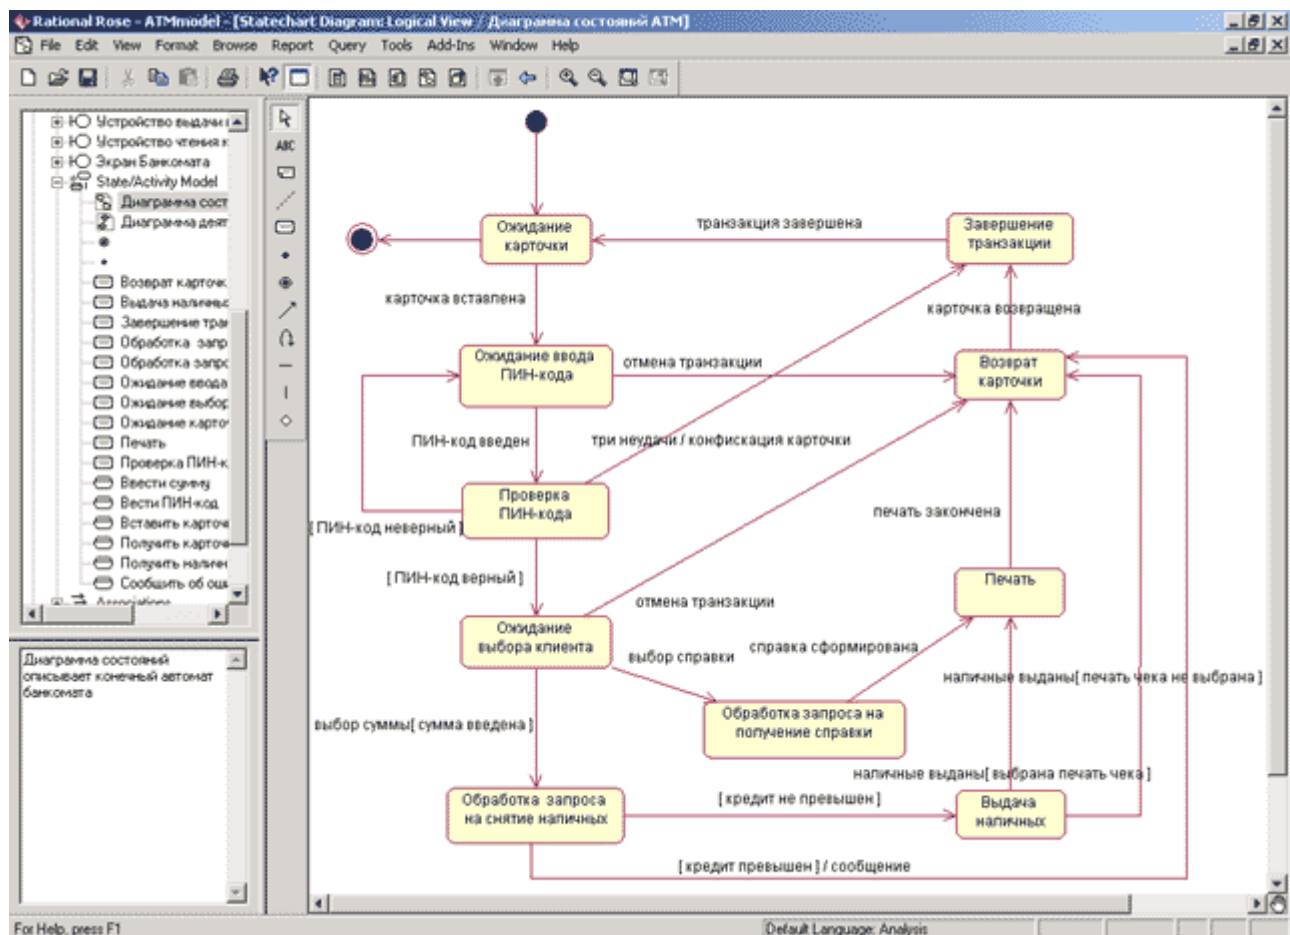 Rational Rose - ATMmodel - [Statechart Diagram: Logical View / Диаграмма состояний ATM]
File Edit View Format Browse Report Query Tools Add-Ins Window Help
Устройство выдачи
Устройство чтения к
Экран Банкомата
State/Activity Model
Диаграмма сост
Диаграмма деят
Возврат карточк
Выдача наличнь
Завершение тран
Обработка запр
Обработка запро
Ожидание ввода
Ожидание выбор
Ожидание карто
Печать
Проверка ПИН-к
Ввести сумму
Вести ПИН-код
Вставить карточ
Получить карточ
Получить наличн
Сообщить об ош
Associations
Диаграмма состояний
описывает конечный автомат
банкомата
ABC
Ожидание
карточки
транзакция завершена
Завершение
транзакции
карточка вставлена
карточка возвращена
Ожидание ввода
ПИН-кода
отмена транзакции
Возврат
карточки
ПИН-код введен
три неудачи / конфискация карточки
Проверка
ПИН-кода
[ ПИН-код неверный ]
печать закончена
[ ПИН-код верный ]
Печать
отмена транзакции
Ожидание
выбора клиента
выбор справки
справка сформирована
наличные выданы[ печать чека не выбрана ]
Обработка запроса на
получение справки
выбор суммы[ сумма введена ]
наличные выданы[ выбрана печать чека ]
Обработка запроса
на снятие наличных
[ кредит не превышен ]
Выдача
наличных
[ кредит превышен ] / сообщение
For Help, press F1
Default Language: Analysis